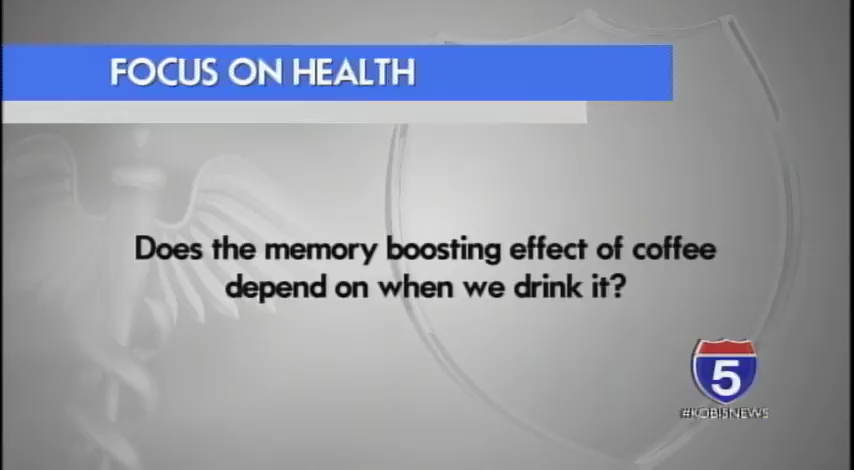 FOCUS ON HEALTH
Does the memory boosting effect of coffee
depend on when we drink it?
5
#KOBI5NEWS